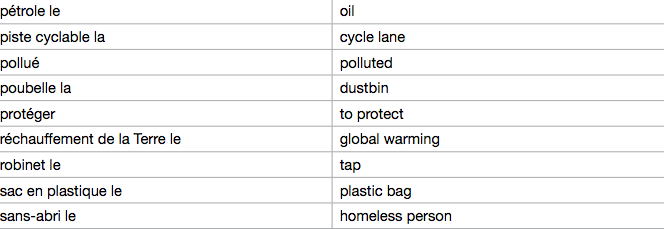 pétrole le oil
piste cyclable la cycle lane
pollué polluted
poubelle la dustbin
protéger to protect
réchauffement de la Terre le global warming
robinet le tap
sac en plastique le plastic bag
sans-abri le homeless person